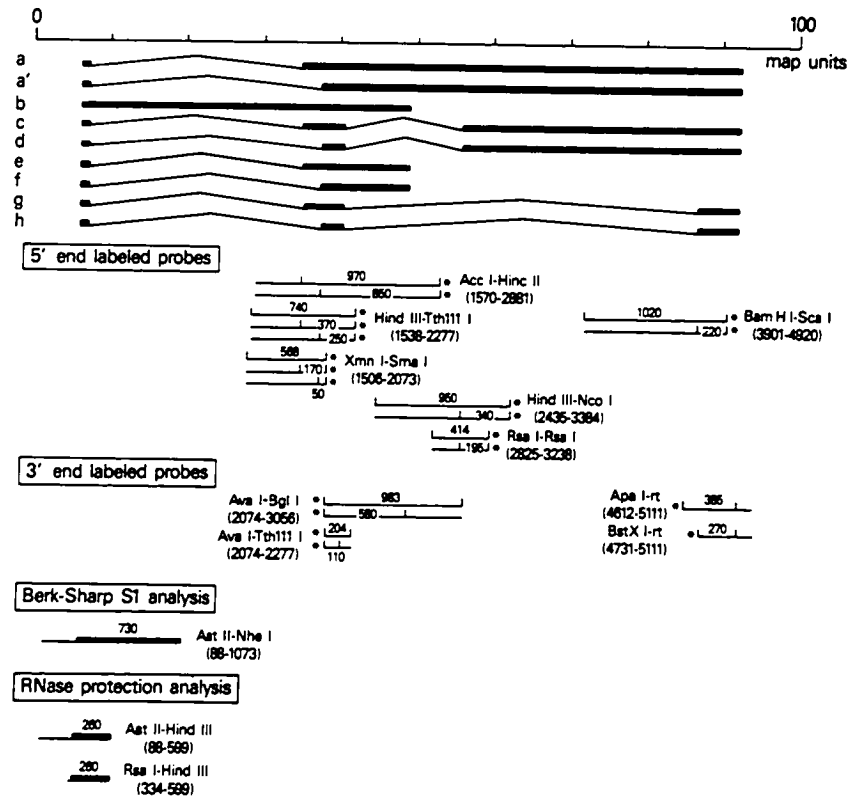 0 100
map units
a
a'
b
c
d
e
f
g
h
5' end labeled probes
970
850
Acc I-Hinc II
(1570-2881)
740
370
250
Hind III-Tth111 I
(1538-2277)
568
170
50
Xmn I-Sma I
(1506-2073)
1020
220
Bam H I-Sca I
(3901-4920)
950
340
Hind III-Nco I
(2435-3384)
414
195
Rsa I-Rsa I
(2825-3238)
3' end labeled probes
Ava I-Bgl I
(2074-3056)
983
580
Ava I-Tth111 I
(2074-2277)
204
110
Apa I-rt
(4612-5111)
385
BstX I-rt
(4731-5111)
270
Berk-Sharp S1 analysis
730
Aat II-Nhe I
(88-1073)
RNase protection analysis
260
Aat II-Hind III
(88-599)
260
Rsa I-Hind III
(334-599)